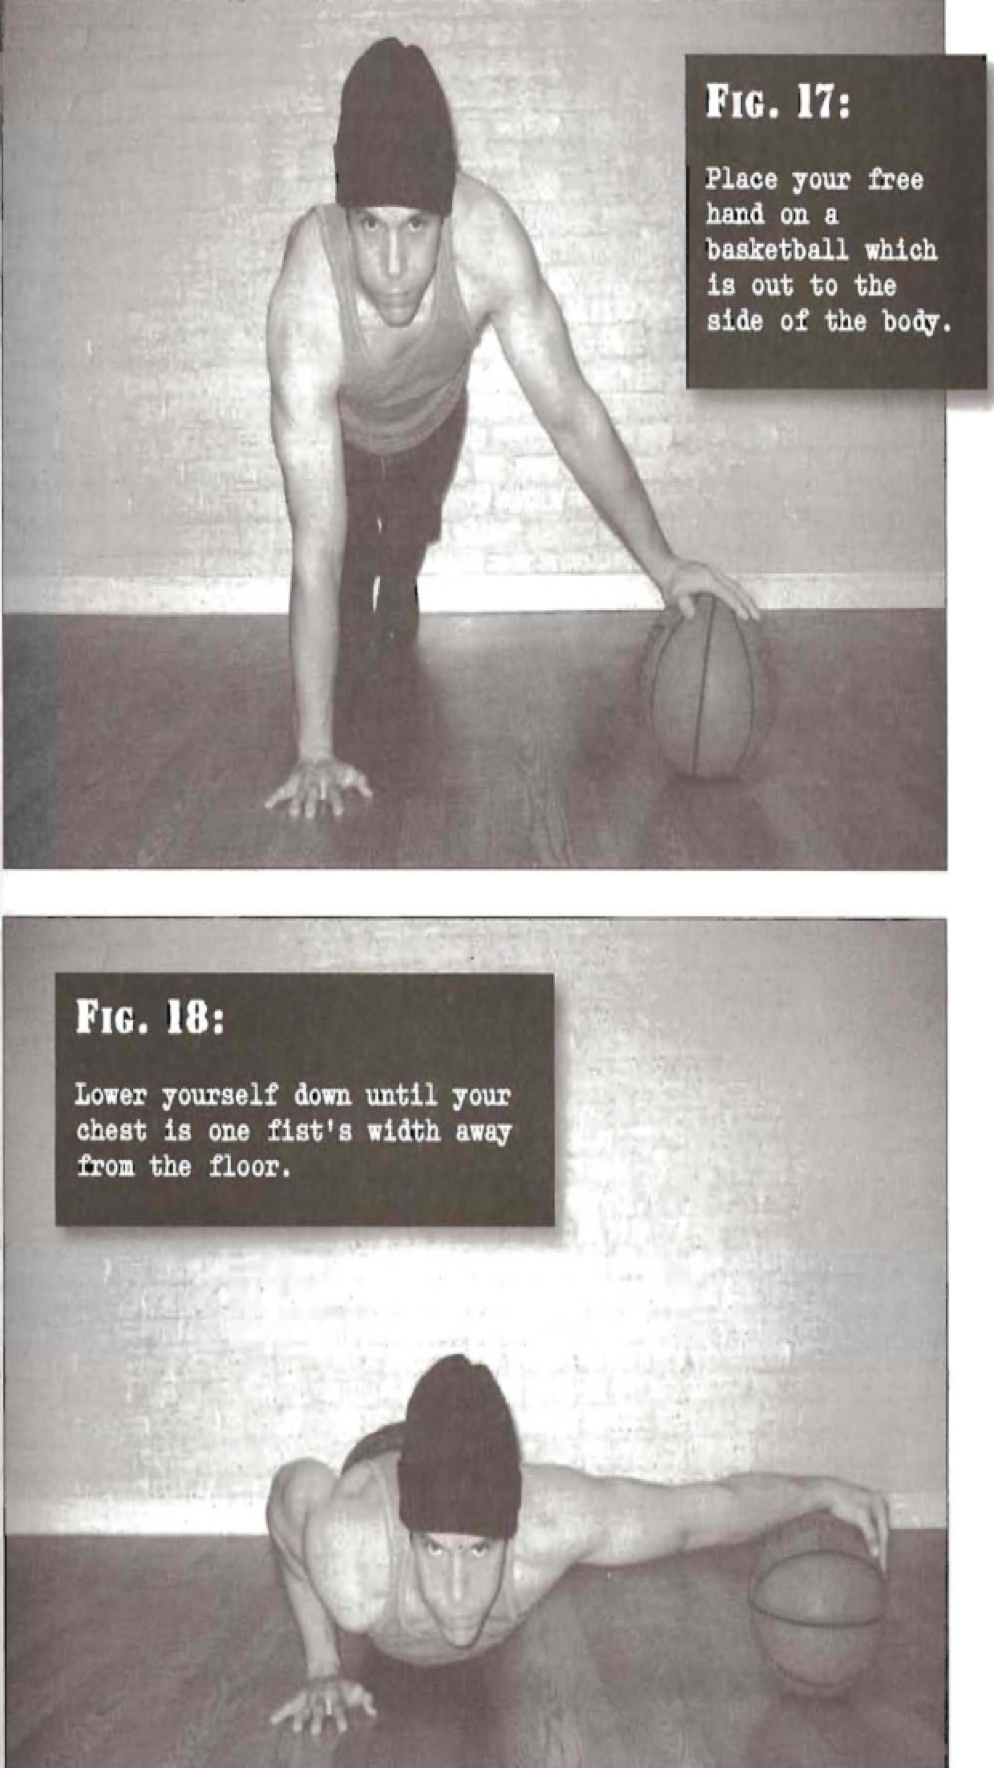 FIG. 17:
Place your free
hand on a
basketball which
is out to the
side of the body.
FIG. 18:
Lower yourself down until your
chest is one fist's width away
from the floor.